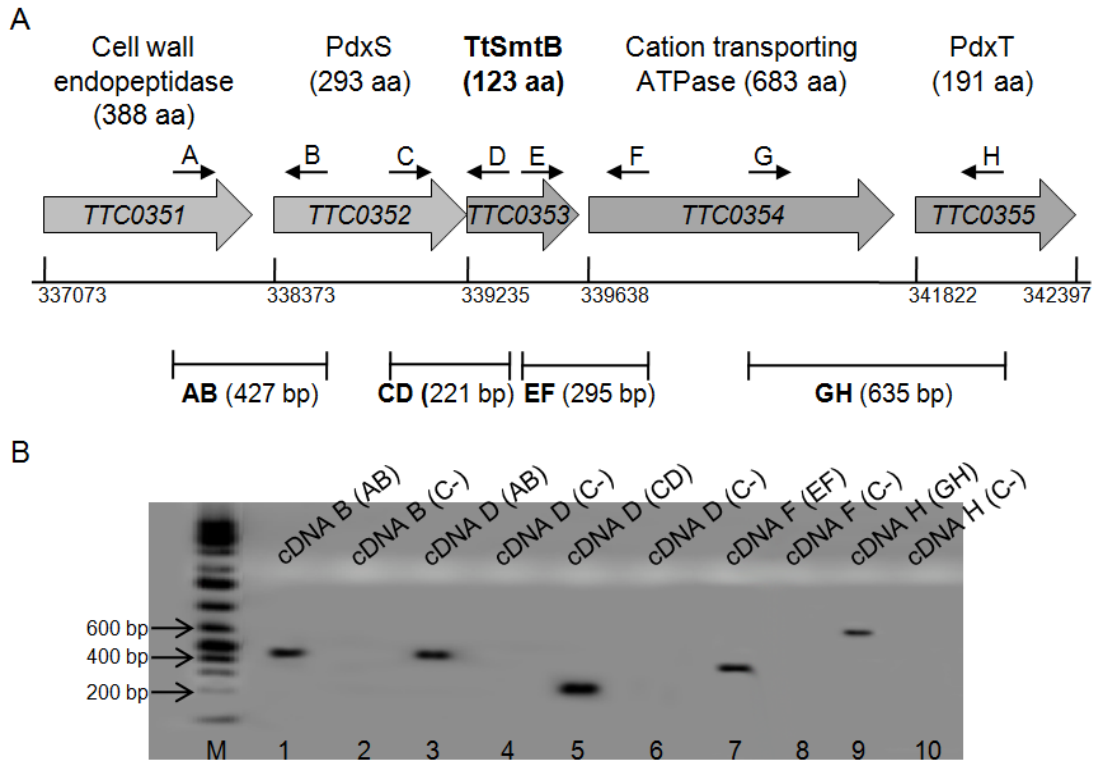 A
Cell wall endopeptidase (388 aa)
PdxS (293 aa)
TtSmtB (123 aa)
Cation transporting ATPase (683 aa)
PdxT (191 aa)
A
B
C
D
E
F
G
H
TTC0351
TTC0352
TTC0353
TTC0354
TTC0355
337073
338373
339235
339638
341822
342397
AB (427 bp)
CD (221 bp)
EF (295 bp)
GH (635 bp)
B
cDNA B (AB)
cDNA B (C-)
cDNA D (AB)
cDNA D (C-)
cDNA D (CD)
cDNA D (C-)
cDNA F (EF)
cDNA F (C-)
cDNA H (GH)
cDNA H (C-)
600 bp
400 bp
200 bp
M 1 2 3 4 5 6 7 8 9 10